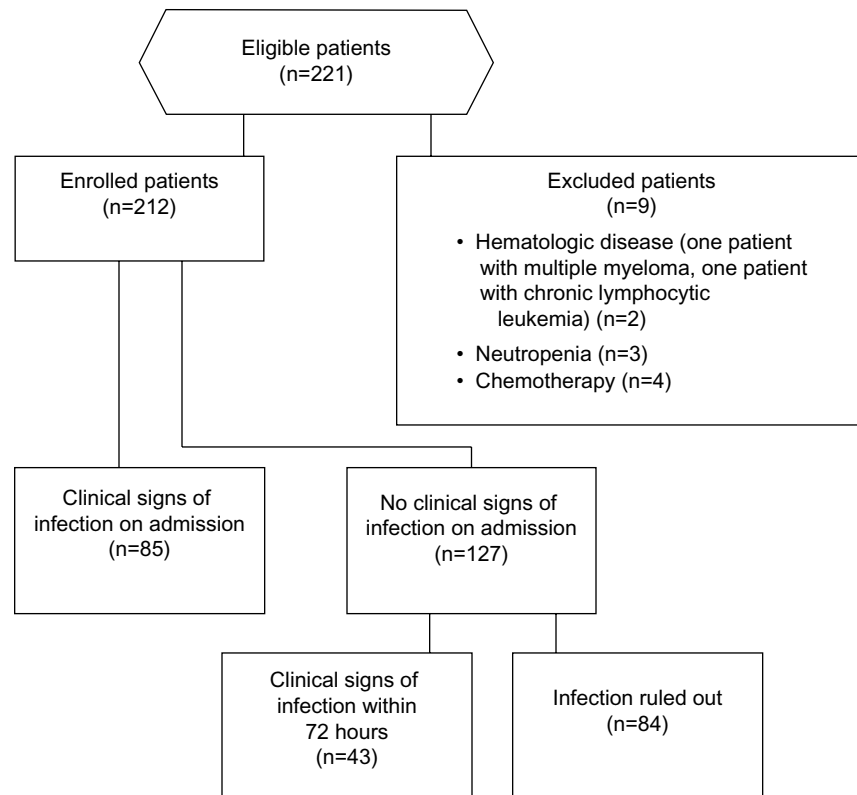 Eligible patients
(n=221)
Enrolled patients
(n=212)
Excluded patients
(n=9)
• Hematologic disease (one patient
with multiple myeloma, one patient
with chronic lymphocytic
leukemia) (n=2)
• Neutropenia (n=3)
• Chemotherapy (n=4)
Clinical signs of
infection on admission
(n=85)
No clinical signs of
infection on admission
(n=127)
Clinical signs of
infection within
72 hours
(n=43)
Infection ruled out
(n=84)